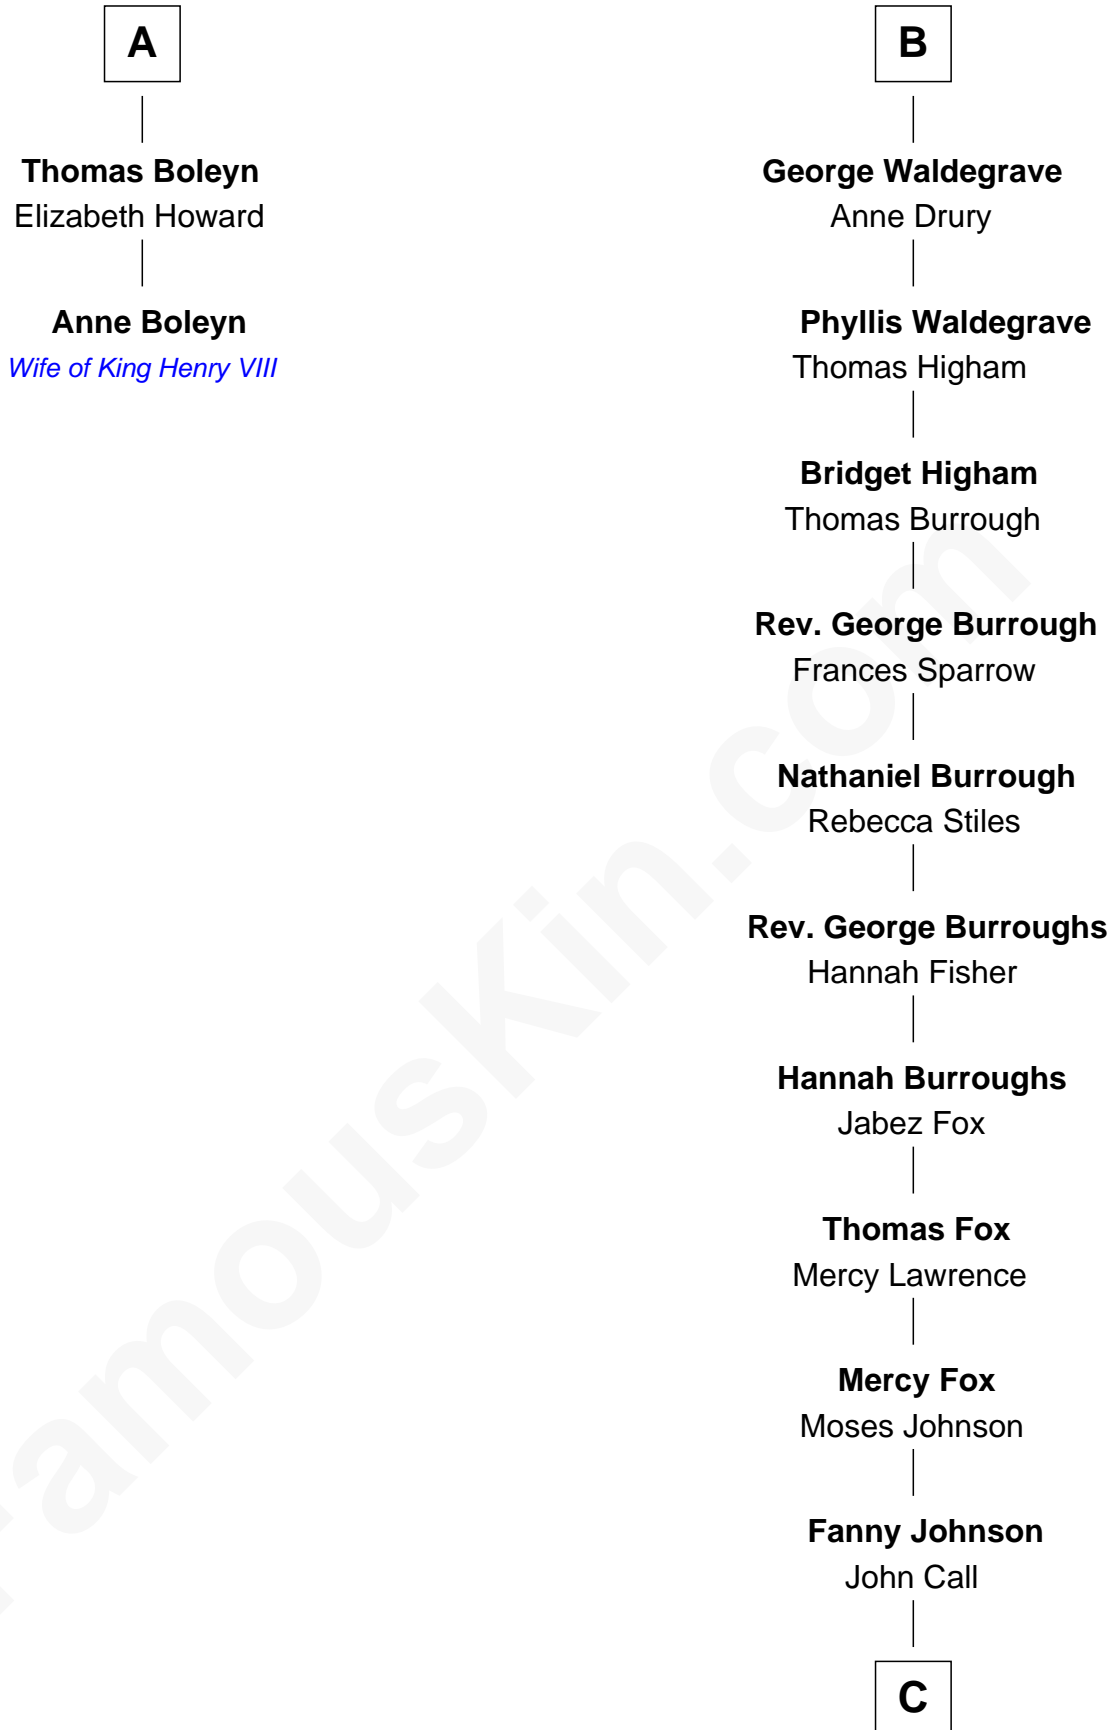 A
Thomas Boleyn
Elizabeth Howard
Anne Boleyn
Wife of King Henry VIII
B
George Waldegrave
Anne Drury
Phyllis Waldegrave
Thomas Higham
Bridget Higham
Thomas Burrough
Rev. George Burrough
Frances Sparrow
Nathaniel Burrough
Rebecca Stiles
Rev. George Burroughs
Hannah Fisher
Hannah Burroughs
Jabez Fox
Thomas Fox
Mercy Lawrence
Mercy Fox
Moses Johnson
Fanny Johnson
John Call
C
FamousKin.com